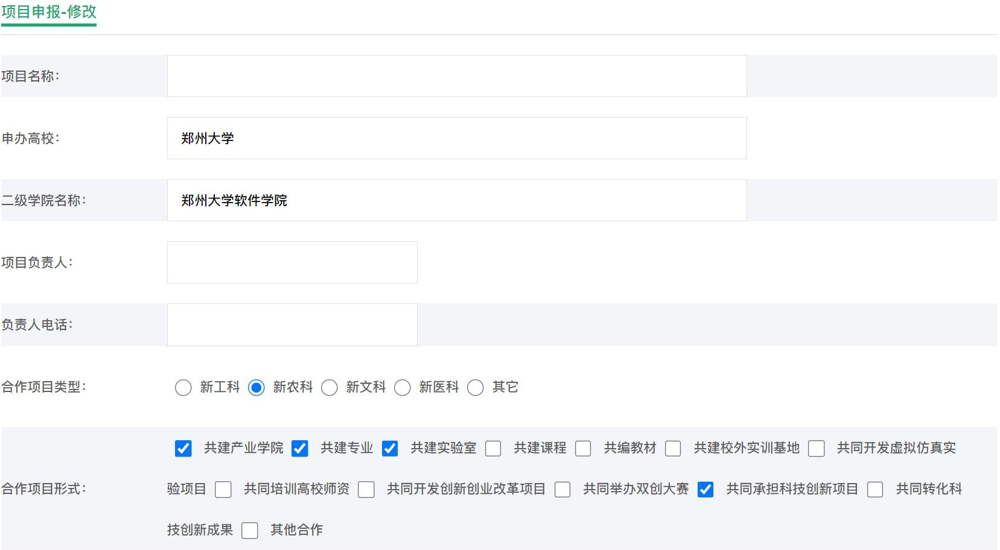 项目申报-修改
项目名称：
申办高校： 郑州大学
二级学院名称： 郑州大学软件学院
项目负责人：
负责人电话：
合作项目类型： 新工科 新农科 新文科 新医科 其它
共建产业学院 共建专业 共建实验室 共建课程 共编教材 共建校外实训基地 共同开发虚拟仿真实
合作项目形式： 验项目 共同培训高校师资 共同开发创新创业改革项目 共同举办双创大赛 共同承担科技创新项目 共同转化科
技创新成果 其他合作